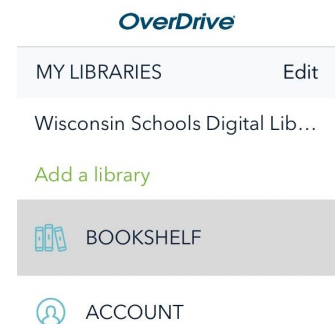 OverDrive
MY LIBRARIES Edit
Wisconsin Schools Digital Lib...
Add a library
BOOKSHELF
ACCOUNT